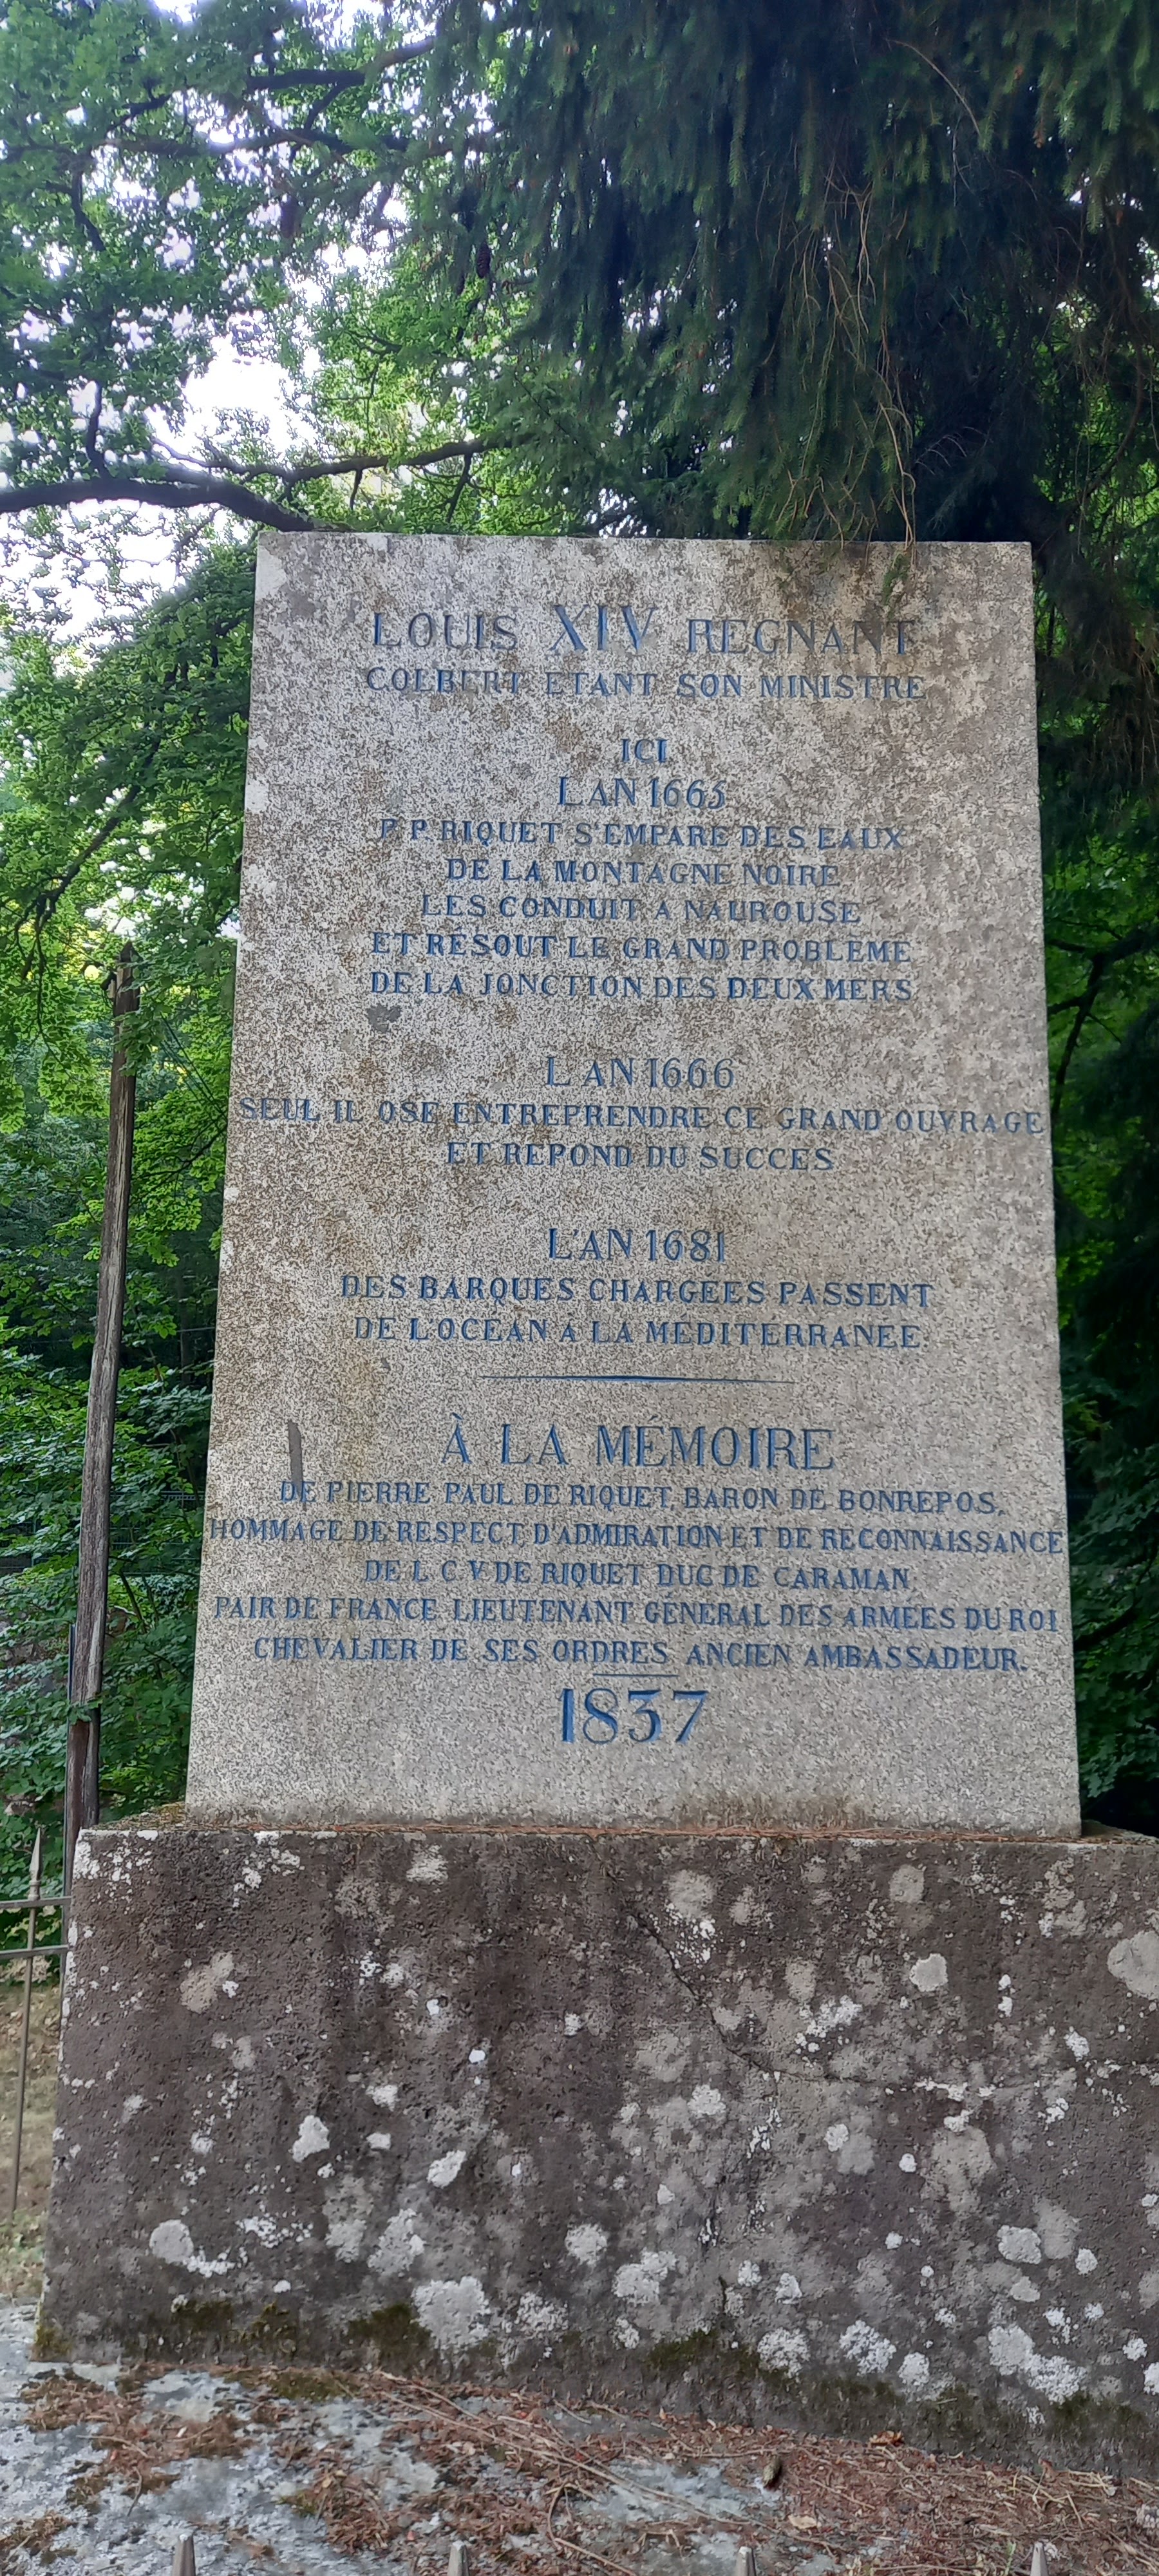 LOUIS XIV REGNANT
COLBERT ETANT SON MINISTRE
ICI
L'AN 1665
P. P RIQUET S'EMPARE DES EAUX
DE LA MONTAGNE NOIRE
LES CONDUIT A NAUROUSE
ET RESOUT LE GRAND PROBLEME
DE LA JONCTION DES DEUX MERS
L AN 1666
SEUL IL OSE ENTREPRENDRE CE GRAND OUVRAGE
ET REPOND DU SUCCES
L'AN 1681
DES BARQUES CHARGEES PASSENT
DE L'OCEAN A LA MÉDITERRANEE.
À LA MÉMOIRE
DE PIERRE PAUL DE RIQUET, BARON DE BONREPOS,
HOMMAGE DE RESPECT, D'ADMIRATION ET DE RECONNAISSANCE
DE L. C. V DE RIQUET DUC DE CARAMAN.
PAIR DE FRANCE LIEUTENANT GÉNERAL DES ARMÉES DU ROI
CHEVALIER DE SES ORDRES ANCIEN AMBASSADEUR.
1837